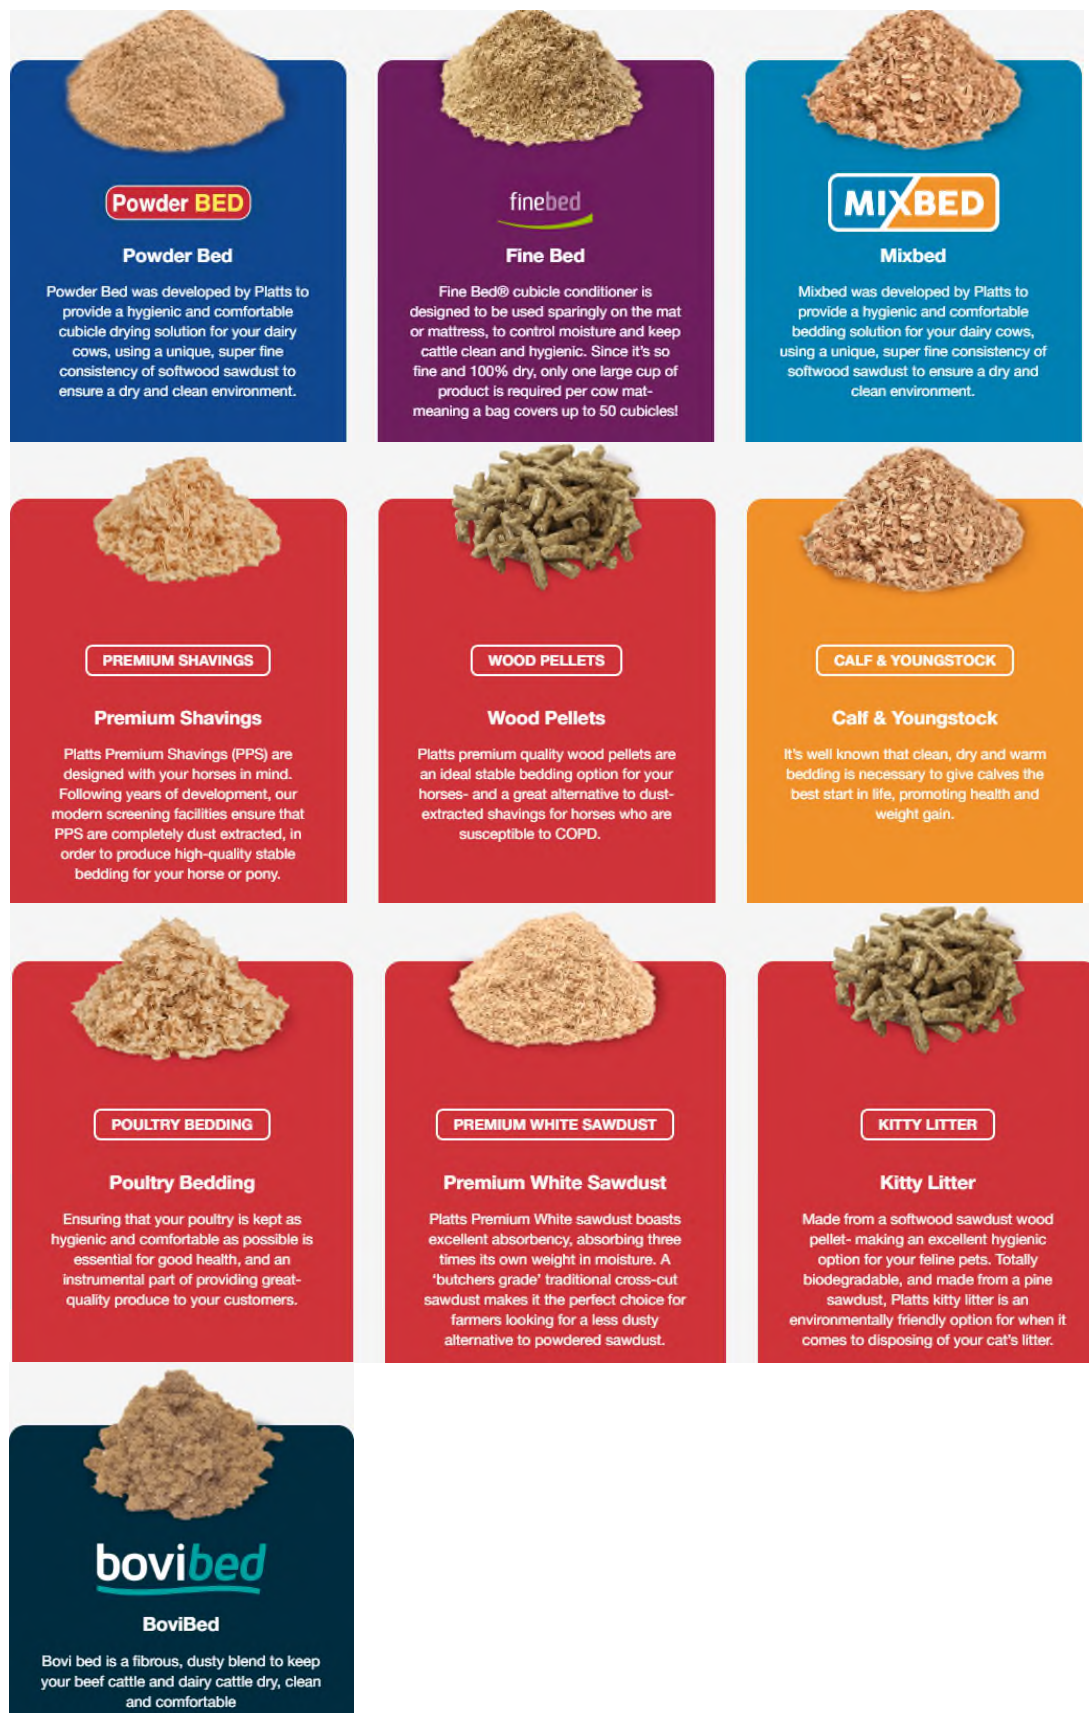 Powder BED
Powder Bed
Powder Bed was developed by Platts to
provide a hygienic and comfortable
cubicle drying solution for your dairy
cows, using a unique, super fine
consistency of softwood sawdust to
ensure a dry and clean environment.
finebed
Fine Bed
Fine Bed® cubicle conditioner is
designed to be used sparingly on the mat
or mattress, to control moisture and keep
cattle clean and hygienic. Since it's so
fine and 100% dry, only one large cup of
product is required per cow mat-
meaning a bag covers up to 50 cubicles!
MIXBED
Mixbed
Mixbed was developed by Platts to
provide a hygienic and comfortable
bedding solution for your dairy cows,
using a unique, super fine consistency of
softwood sawdust to ensure a dry and
clean environment.
PREMIUM SHAVINGS
Premium Shavings
Platts Premium Shavings (PPS) are
designed with your horses in mind.
Following years of development, our
modern screening facilities ensure that
PPS are completely dust extracted, in
order to produce high-quality stable
bedding for your horse or pony.
WOOD PELLETS
Wood Pellets
Platts premium quality wood pellets are
an ideal stable bedding option for your
horses- and a great alternative to dust-
extracted shavings for horses who are
susceptible to COPD.
CALF & YOUNGSTOCK
Calf & Youngstock
It's well known that clean, dry and warm
bedding is necessary to give calves the
best start in life, promoting health and
weight gain.
POULTRY BEDDING
Poultry Bedding
Ensuring that your poultry is kept as
hygienic and comfortable as possible is
essential for good health, and an
instrumental part of providing great-
quality produce to your customers.
PREMIUM WHITE SAWDUST
Premium White Sawdust
Platts Premium White sawdust boasts
excellent absorbency, absorbing three
times its own weight in moisture. A
'butchers grade' traditional cross-cut
sawdust makes it the perfect choice for
farmers looking for a less dusty
alternative to powdered sawdust.
KITTY LITTER
Kitty Litter
Made from a softwood sawdust wood
pellet- making an excellent hygienic
option for your feline pets. Totally
biodegradable, and made from a pine
sawdust, Platts kitty litter is an
environmentally friendly option for when it
comes to disposing of your cat's litter.
bovibed
BoviBed
Bovi bed is a fibrous, dusty blend to keep
your beef cattle and dairy cattle dry, clean
and comfortable